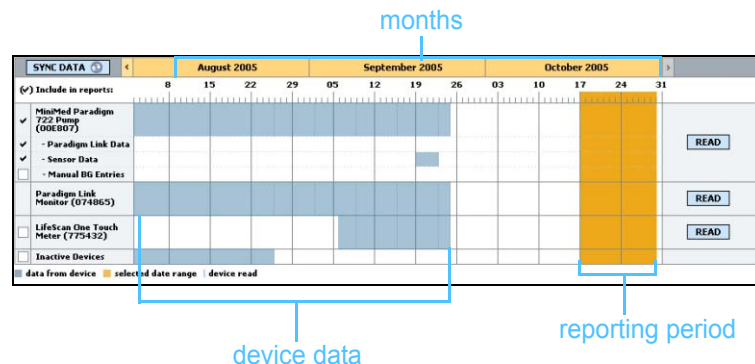 months
SYNC DATA
August 2005 September 2005 October 2005
(✓) Include in reports: 8 15 22 29 05 12 19 26 03 10 17 24 31
MiniMed Paradigm
722 Pump
(00E807)
- Paradigm Link Data
READ
- Sensor Data
- Manual BG Entries
Paradigm Link
Monitor (074865)
READ
LifeScan One Touch
Meter (775432)
READ
Inactive Devices
data from device selected date range device read
reporting period
device data